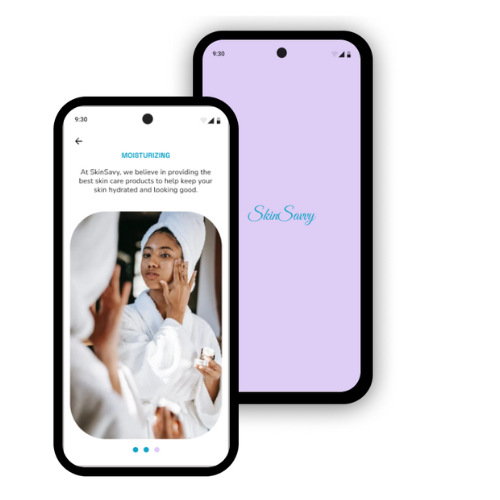 9:30
MOISTURIZING
At SkinSavy, we believe in providing the
best skin care products to help keep your
skin hydrated and looking good.
9:30
SkinSavvy